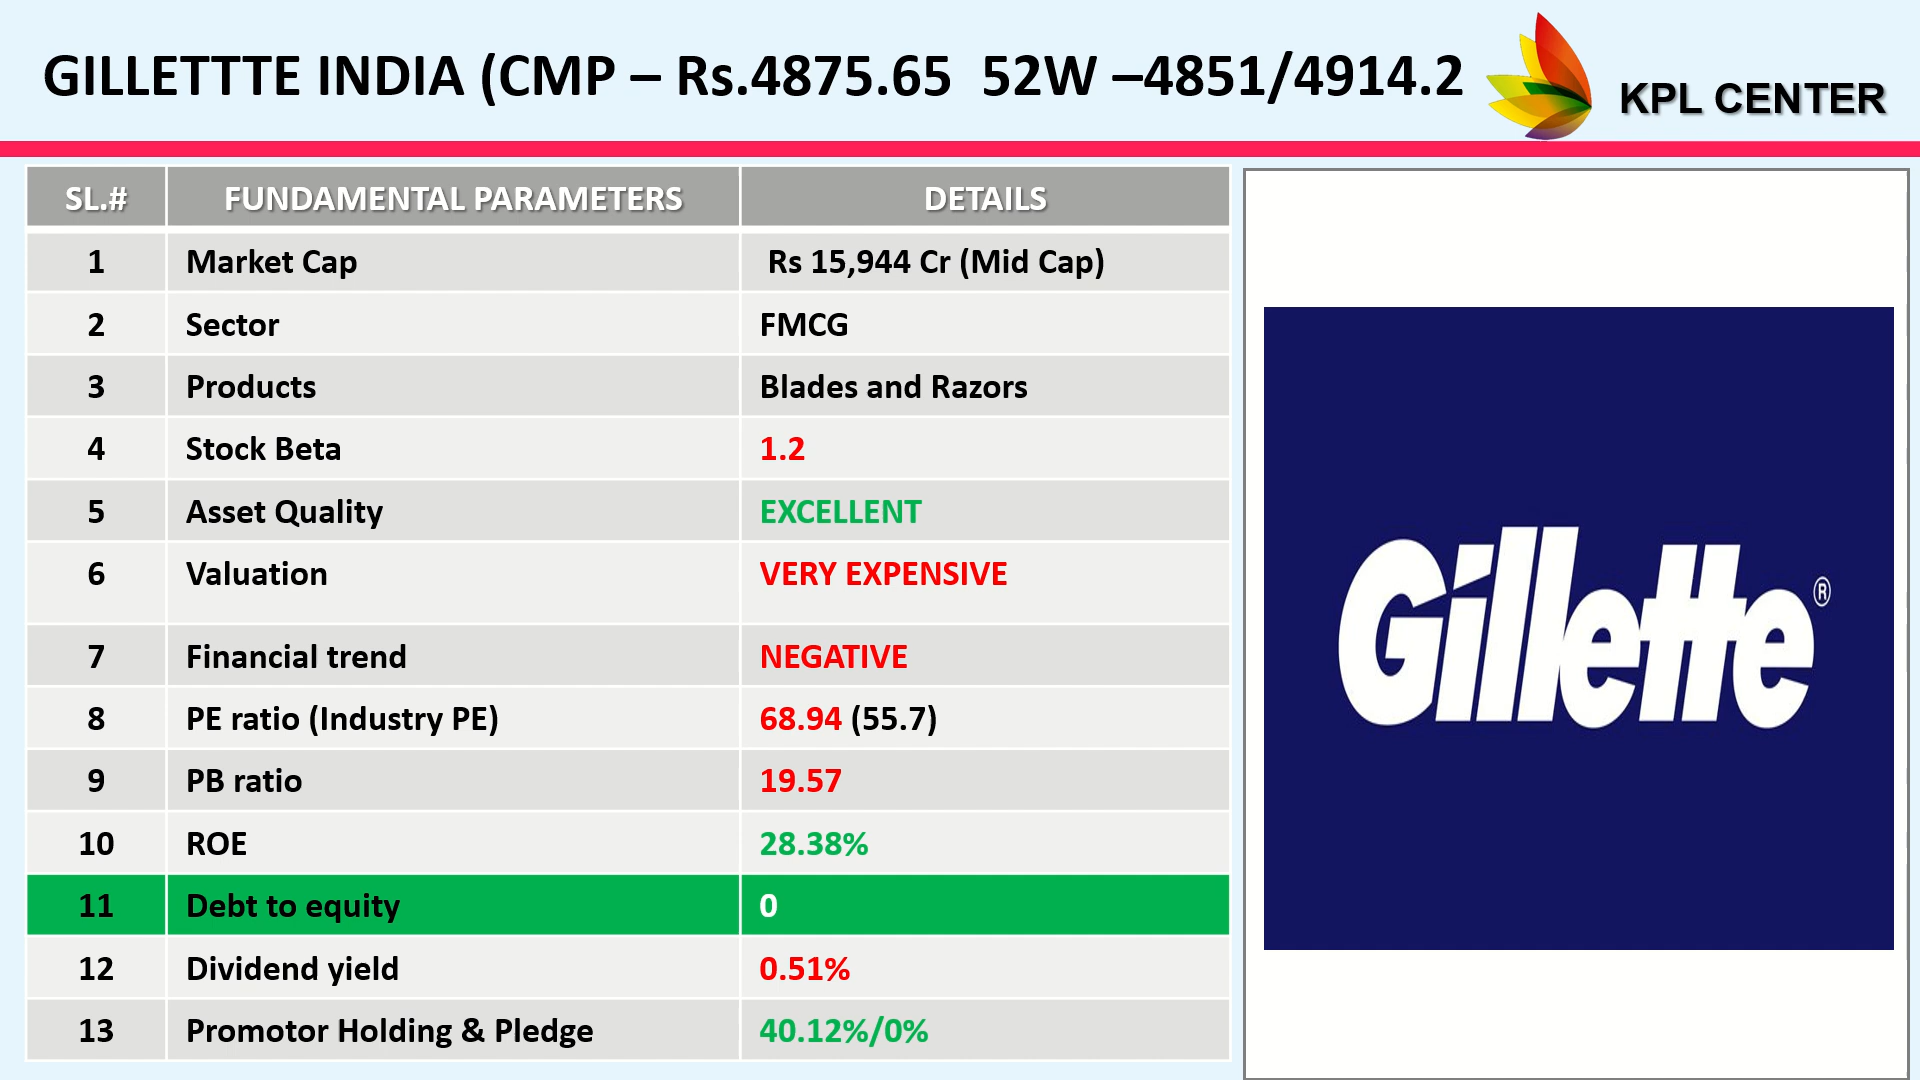 GILLETTTE INDIA (CMP – Rs.4875.65  52W –4851/4914.2
KPL CENTER
SL.# FUNDAMENTAL PARAMETERS DETAILS
1 Market Cap Rs 15,944 Cr (Mid Cap)
2 Sector FMCG
3 Products Blades and Razors
4 Stock Beta 1.2
5 Asset Quality EXCELLENT
6 Valuation VERY EXPENSIVE
7 Financial trend NEGATIVE
8 PE ratio (Industry PE) 68.94 (55.7)
9 PB ratio 19.57
10 ROE 28.38%
11 Debt to equity 0
12 Dividend yield 0.51%
13 Promotor Holding & Pledge 40.12%/0%
Gillette®